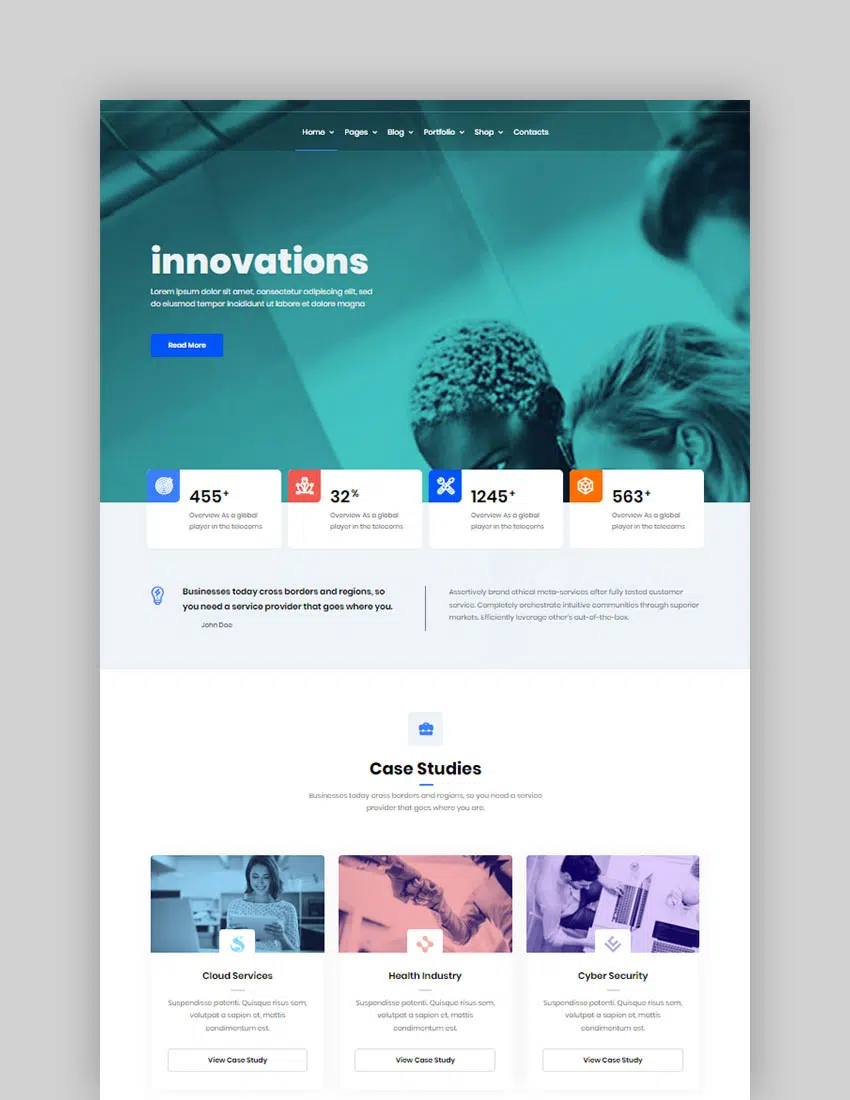 Home Pages Blog Portfolio Shop Contacts
innovations
Lorem ipsum dolor sit amet, consectetur adipiscing elit, sed
do eiusmod tempor incididunt ut labore et dolore magna
Read More
455+
Overview As a global
player in the telecoms
32%
Overview As a global
player in the telecoms
1245+
Overview As a global
player in the telecoms
563+
Overview As a global
player in the telecoms
Businesses today cross borders and regions, so
you need a service provider that goes where you.
John Doe
Assertively brand ethical meta-services after fully tested customer
service. Completely orchestrate intuitive communities through superior
markets. Efficiently leverage other's out-of-the-box.
Case Studies
Businesses today cross borders and regions, so you need a service
provider that goes where you are.
Cloud Services
Suspendisse potenti. Quisque risus sem,
volutpat a sapien et, mattis
condimentum est.
View Case Study
Health Industry
Suspendisse potenti. Quisque risus sem,
volutpat a sapien et, mattis
condimentum est.
View Case Study
Cyber Security
Suspendisse potenti. Quisque risus sem,
volutpat a sapien et, mattis
condimentum est.
View Case Study